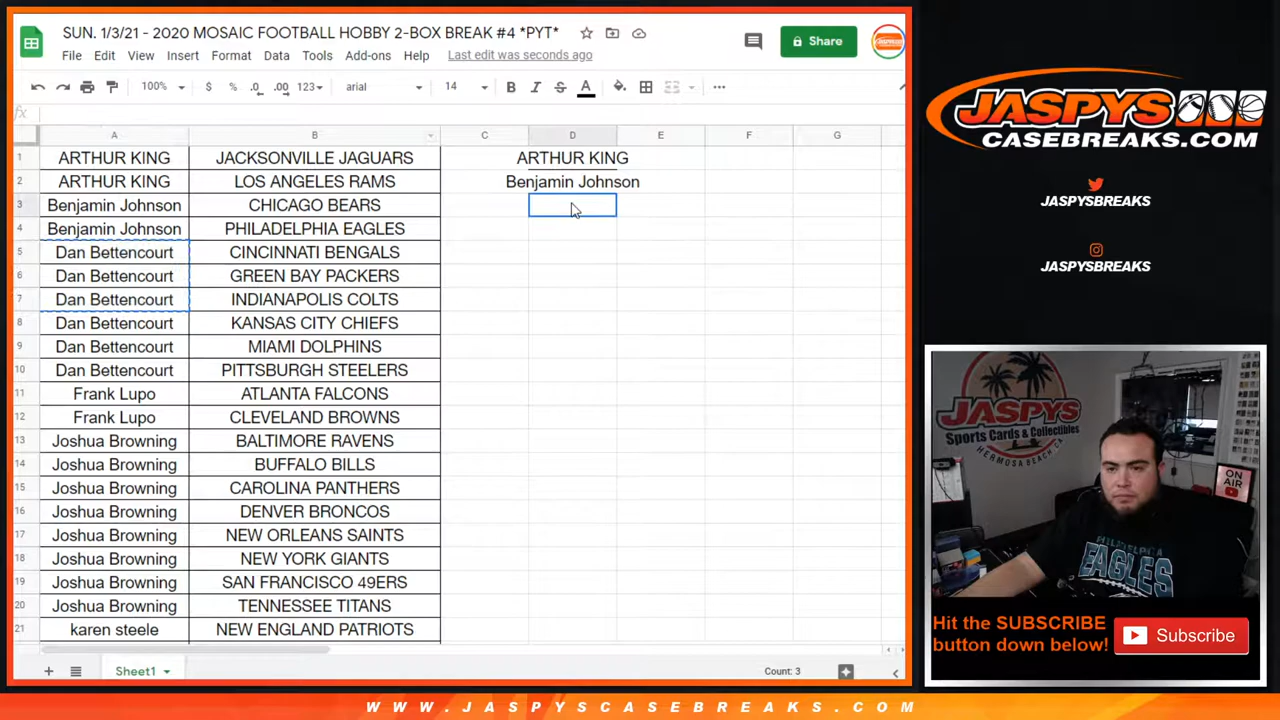 SUN. 1/3/21 - 2020 MOSAIC FOOTBALL HOBBY 2-BOX BREAK #4 *PYT*
Share
File Edit View Insert Format Data Tools Add-ons Help Last edit was seconds ago
100% $ % .0 .00 123 arial 14 B I S A
fx
A B C D E F G
1 ARTHUR KING JACKSONVILLE JAGUARS ARTHUR KING
2 ARTHUR KING LOS ANGELES RAMS Benjamin Johnson
3 Benjamin Johnson CHICAGO BEARS
4 Benjamin Johnson PHILADELPHIA EAGLES
5 Dan Bettencourt CINCINNATI BENGALS
6 Dan Bettencourt GREEN BAY PACKERS
7 Dan Bettencourt INDIANAPOLIS COLTS
8 Dan Bettencourt KANSAS CITY CHIEFS
9 Dan Bettencourt MIAMI DOLPHINS
10 Dan Bettencourt PITTSBURGH STEELERS
11 Frank Lupo ATLANTA FALCONS
12 Frank Lupo CLEVELAND BROWNS
13 Joshua Browning BALTIMORE RAVENS
14 Joshua Browning BUFFALO BILLS
15 Joshua Browning CAROLINA PANTHERS
16 Joshua Browning DENVER BRONCOS
17 Joshua Browning NEW ORLEANS SAINTS
18 Joshua Browning NEW YORK GIANTS
19 Joshua Browning SAN FRANCISCO 49ERS
20 Joshua Browning TENNESSEE TITANS
21 karen steele NEW ENGLAND PATRIOTS
Sheet1
Count: 3
JASPYS
CASEBREAKS.COM
JASPYSBREAKS
JASPYSBREAKS
JASPYS
Sports Cards & Collectibles
HERMOSA BEACH, CA
ON
AIR
PHILADELPHIA
EAGLES
Hit the SUBSCRIBE
button down below!
Subscribe
WWW.JASPYSCASEBREAKS.COM